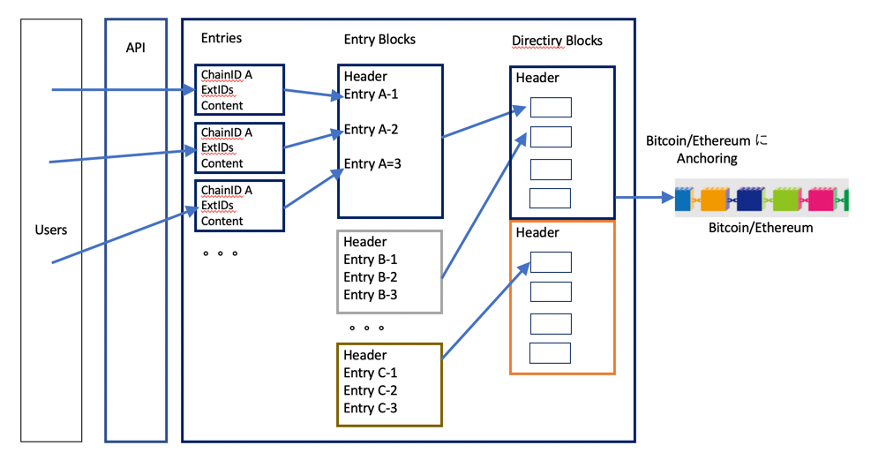 Users
API
Entries
ChainID A
ExtIDs
Content
ChainID A
ExtIDs
Content
ChainID A
ExtIDs
Content
。。。
Entry Blocks
Header
Entry A-1
Entry A-2
Entry A=3
Header
Entry B-1
Entry B-2
Entry B-3
。。。
Header
Entry C-1
Entry C-2
Entry C-3
Directiry Blocks
Header
Header
Bitcoin/Ethereum に
Anchoring
Bitcoin/Ethereum